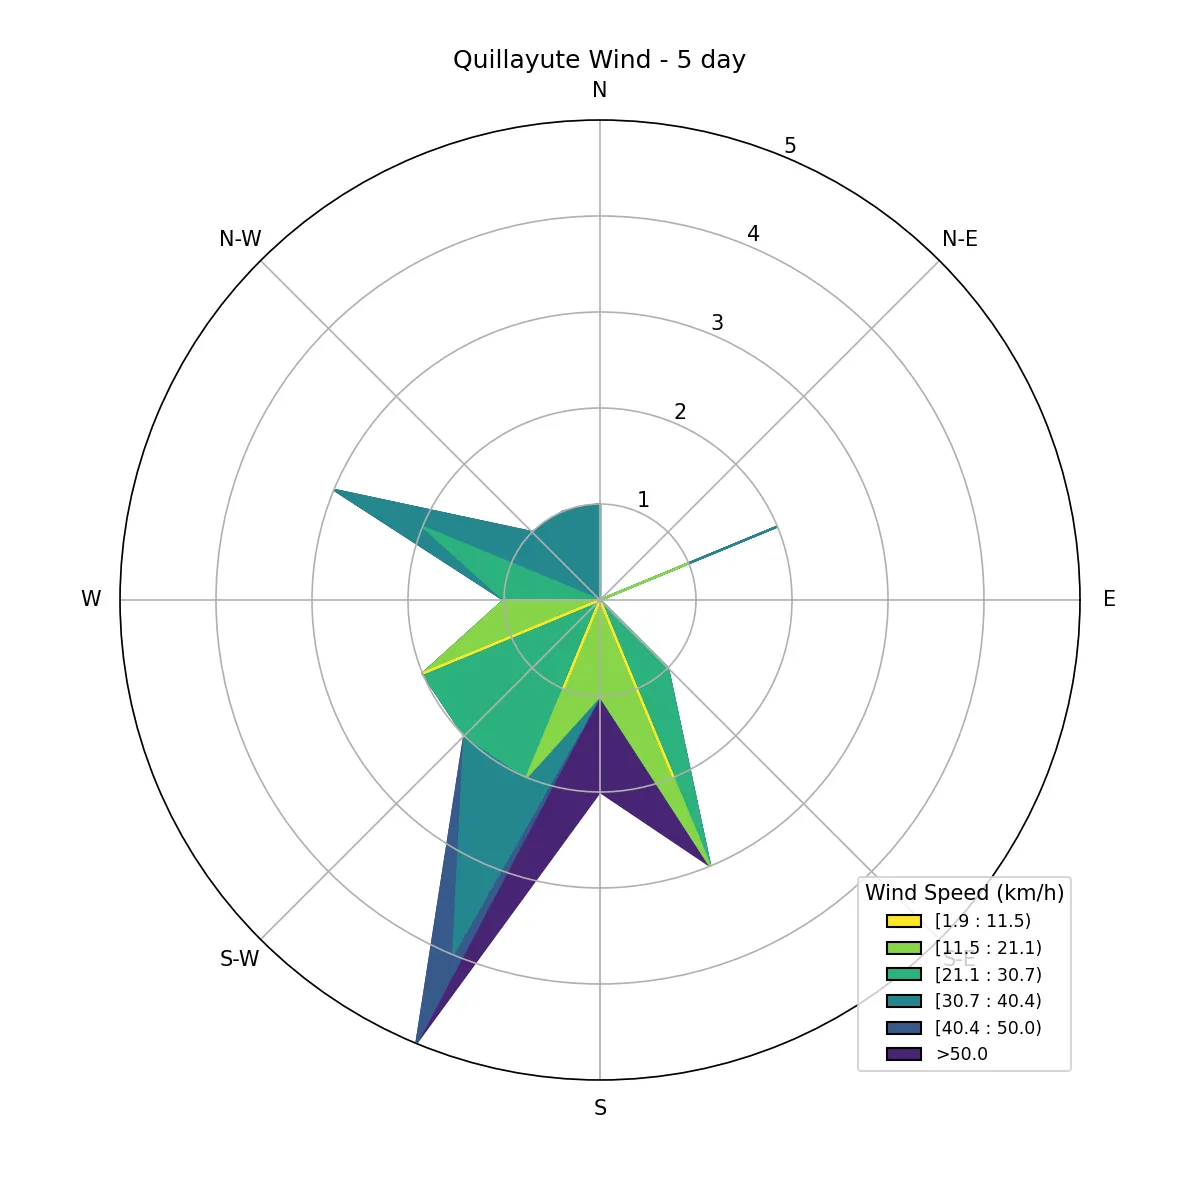 Quillayute Wind - 5 day
N
5
N-W
4
N-E
3
2
1
W
E
S-W
S-E
S
Wind Speed (km/h)
[1.9 : 11.5)
[11.5 : 21.1)
[21.1 : 30.7)
[30.7 : 40.4)
[40.4 : 50.0)
>50.0